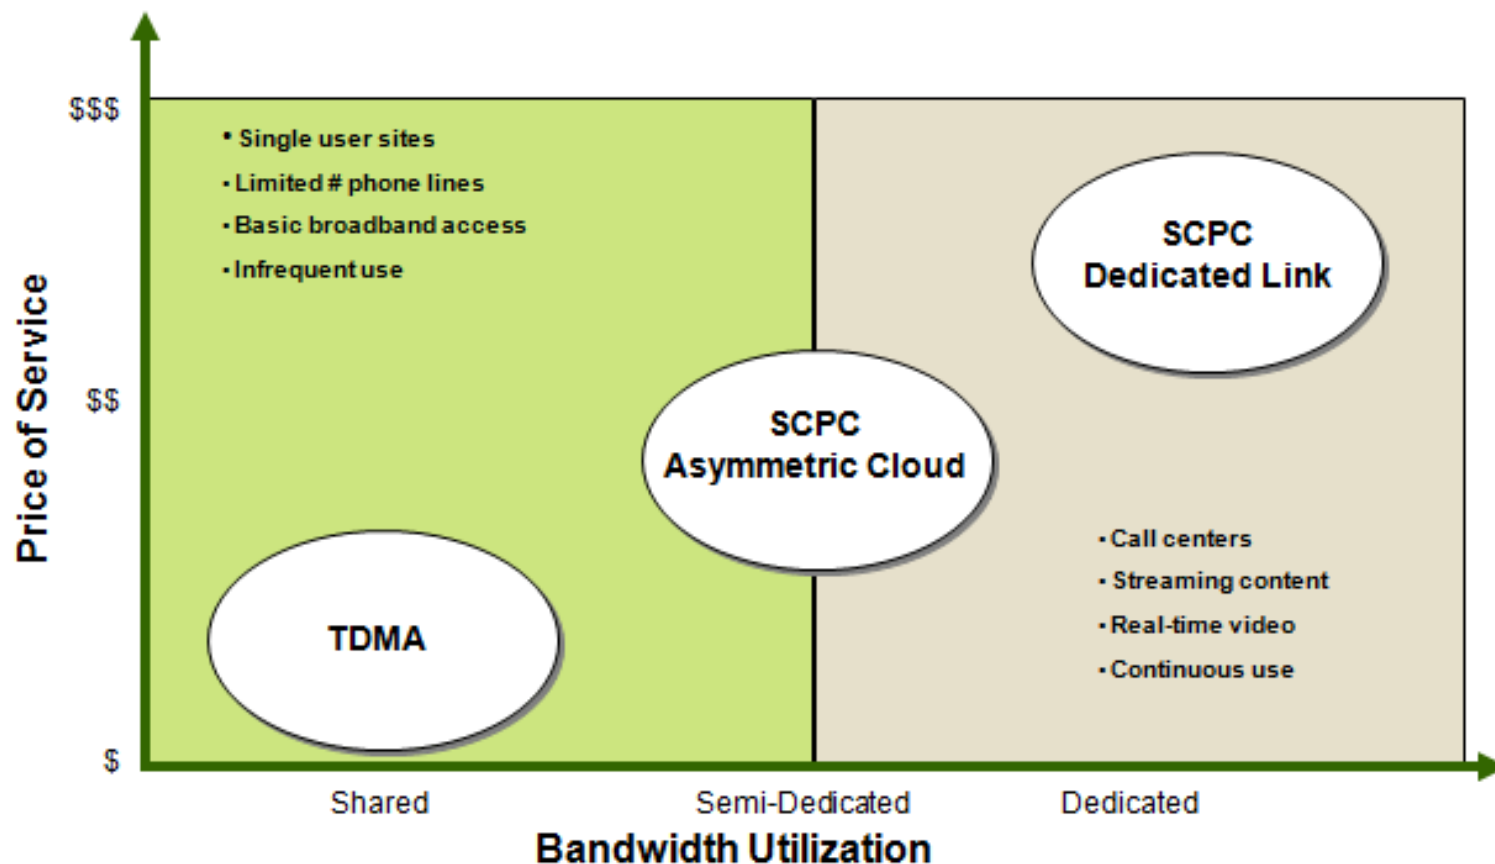 $$$
• Single user sites
▪ Limited # phone lines
▪ Basic broadband access
▪ Infrequent use
SCPC
Dedicated Link
Price of Service
$$
SCPC
Asymmetric Cloud
▪ Call centers
▪ Streaming content
▪ Real-time video
▪ Continuous use
TDMA
$
Shared
Semi-Dedicated
Dedicated
Bandwidth Utilization